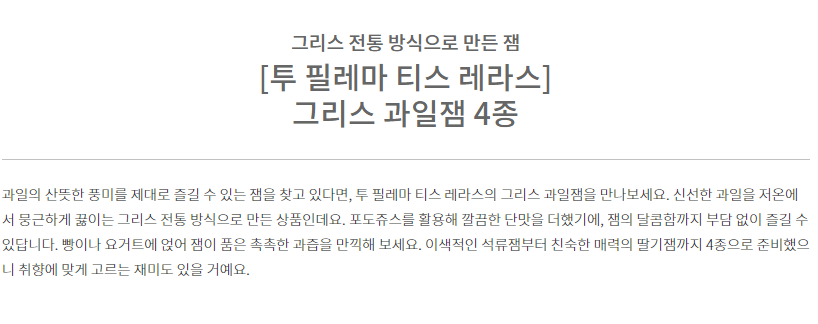 그리스 전통 방식으로 만든 잼
[투 필레마 티스 레라스]
그리스 과일잼 4종
과일의 산뜻한 풍미를 제대로 즐길 수 있는 잼을 찾고 있다면, 투 필레마 티스 레라스의 그리스 과일잼을 만나보세요. 신선한 과일을 저온에
서 뭉근하게 끓이는 그리스 전통 방식으로 만든 상품인데요. 포도쥬스를 활용해 깔끔한 단맛을 더했기에, 잼의 달콤함까지 부담 없이 즐길 수
있답니다. 빵이나 요거트에 얹어 잼이 품은 촉촉한 과즙을 만끽해 보세요. 이색적인 석류잼부터 친숙한 매력의 딸기잼까지 4종으로 준비했으
니 취향에 맞게 고르는 재미도 있을 거예요.